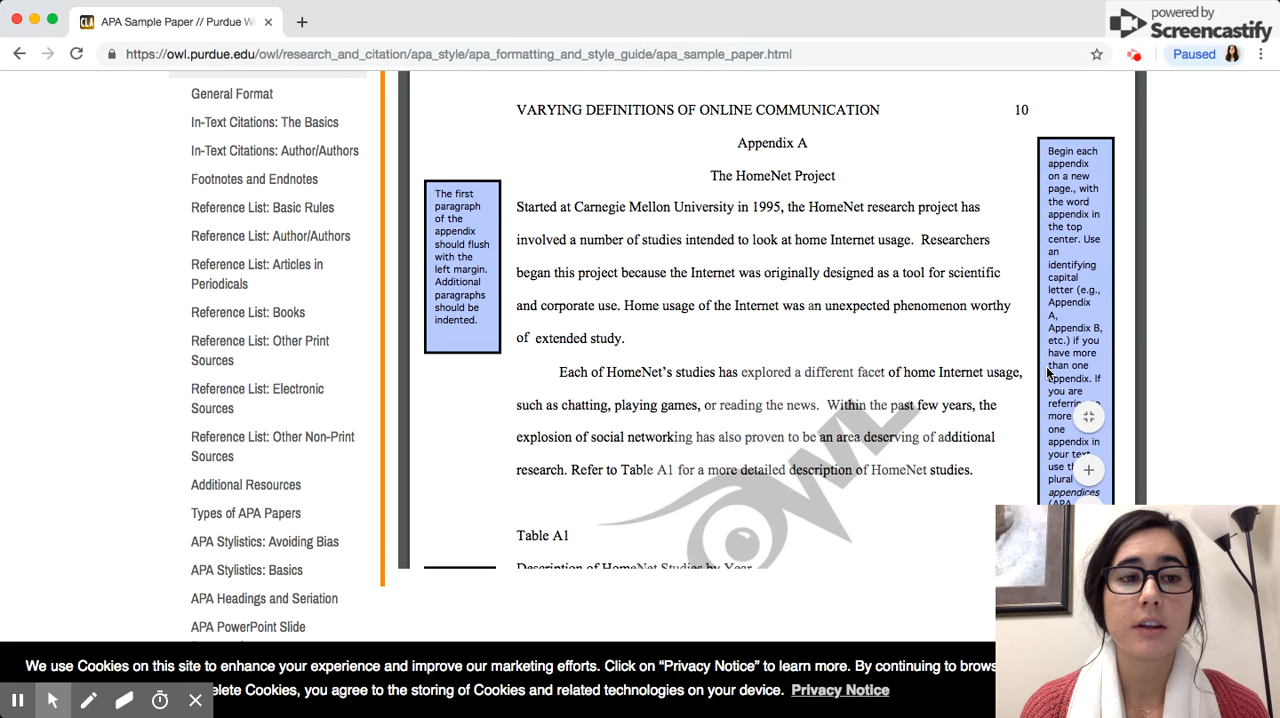 APA Sample Paper // Purdue W
powered by
Screencastify
https://owl.purdue.edu/owl/research_and_citation/apa_style/apa_formatting_and_style_guide/apa_sample_paper.html
Paused
General Format
In-Text Citations: The Basics
In-Text Citations: Author/Authors
Footnotes and Endnotes
Reference List: Basic Rules
Reference List: Author/Authors
Reference List: Articles in
Periodicals
Reference List: Books
Reference List: Other Print
Sources
Reference List: Electronic
Sources
Reference List: Other Non-Print
Sources
Additional Resources
Types of APA Papers
APA Stylistics: Avoiding Bias
APA Stylistics: Basics
APA Headings and Seriation
APA PowerPoint Slide
The first
paragraph
of the
appendix
should flush
with the
left margin.
Additional
paragraphs
should be
indented.
VARYING DEFINITIONS OF ONLINE COMMUNICATION 10
Appendix A
The HomeNet Project
Started at Carnegie Mellon University in 1995, the HomeNet research project has
involved a number of studies intended to look at home Internet usage. Researchers
began this project because the Internet was originally designed as a tool for scientific
and corporate use. Home usage of the Internet was an unexpected phenomenon worthy
of extended study.
Each of HomeNet's studies has explored a different facet of home Internet usage,
such as chatting, playing games, or reading the news. Within the past few years, the
explosion of social networking has also proven to be an area deserving of additional
research. Refer to Table A1 for a more detailed description of HomeNet studies.
Table A1
Description of HomeNet Studies by Year
OWL
Begin each
appendix
on a new
page., with
the word
appendix in
the top
center. Use
an
identifying
capital
letter (e.g.,
Appendix
A,
Appendix B,
etc.) if you
have more
than one
appendix. If
you are
more
one
appendix in
your text
use
plural
appendices
(APA
We use Cookies on this site to enhance your experience and improve our marketing efforts. Click on “Privacy Notice” to learn more. By continuing to brows
elete Cookies, you agree to the storing of Cookies and related technologies on your device. Privacy Notice